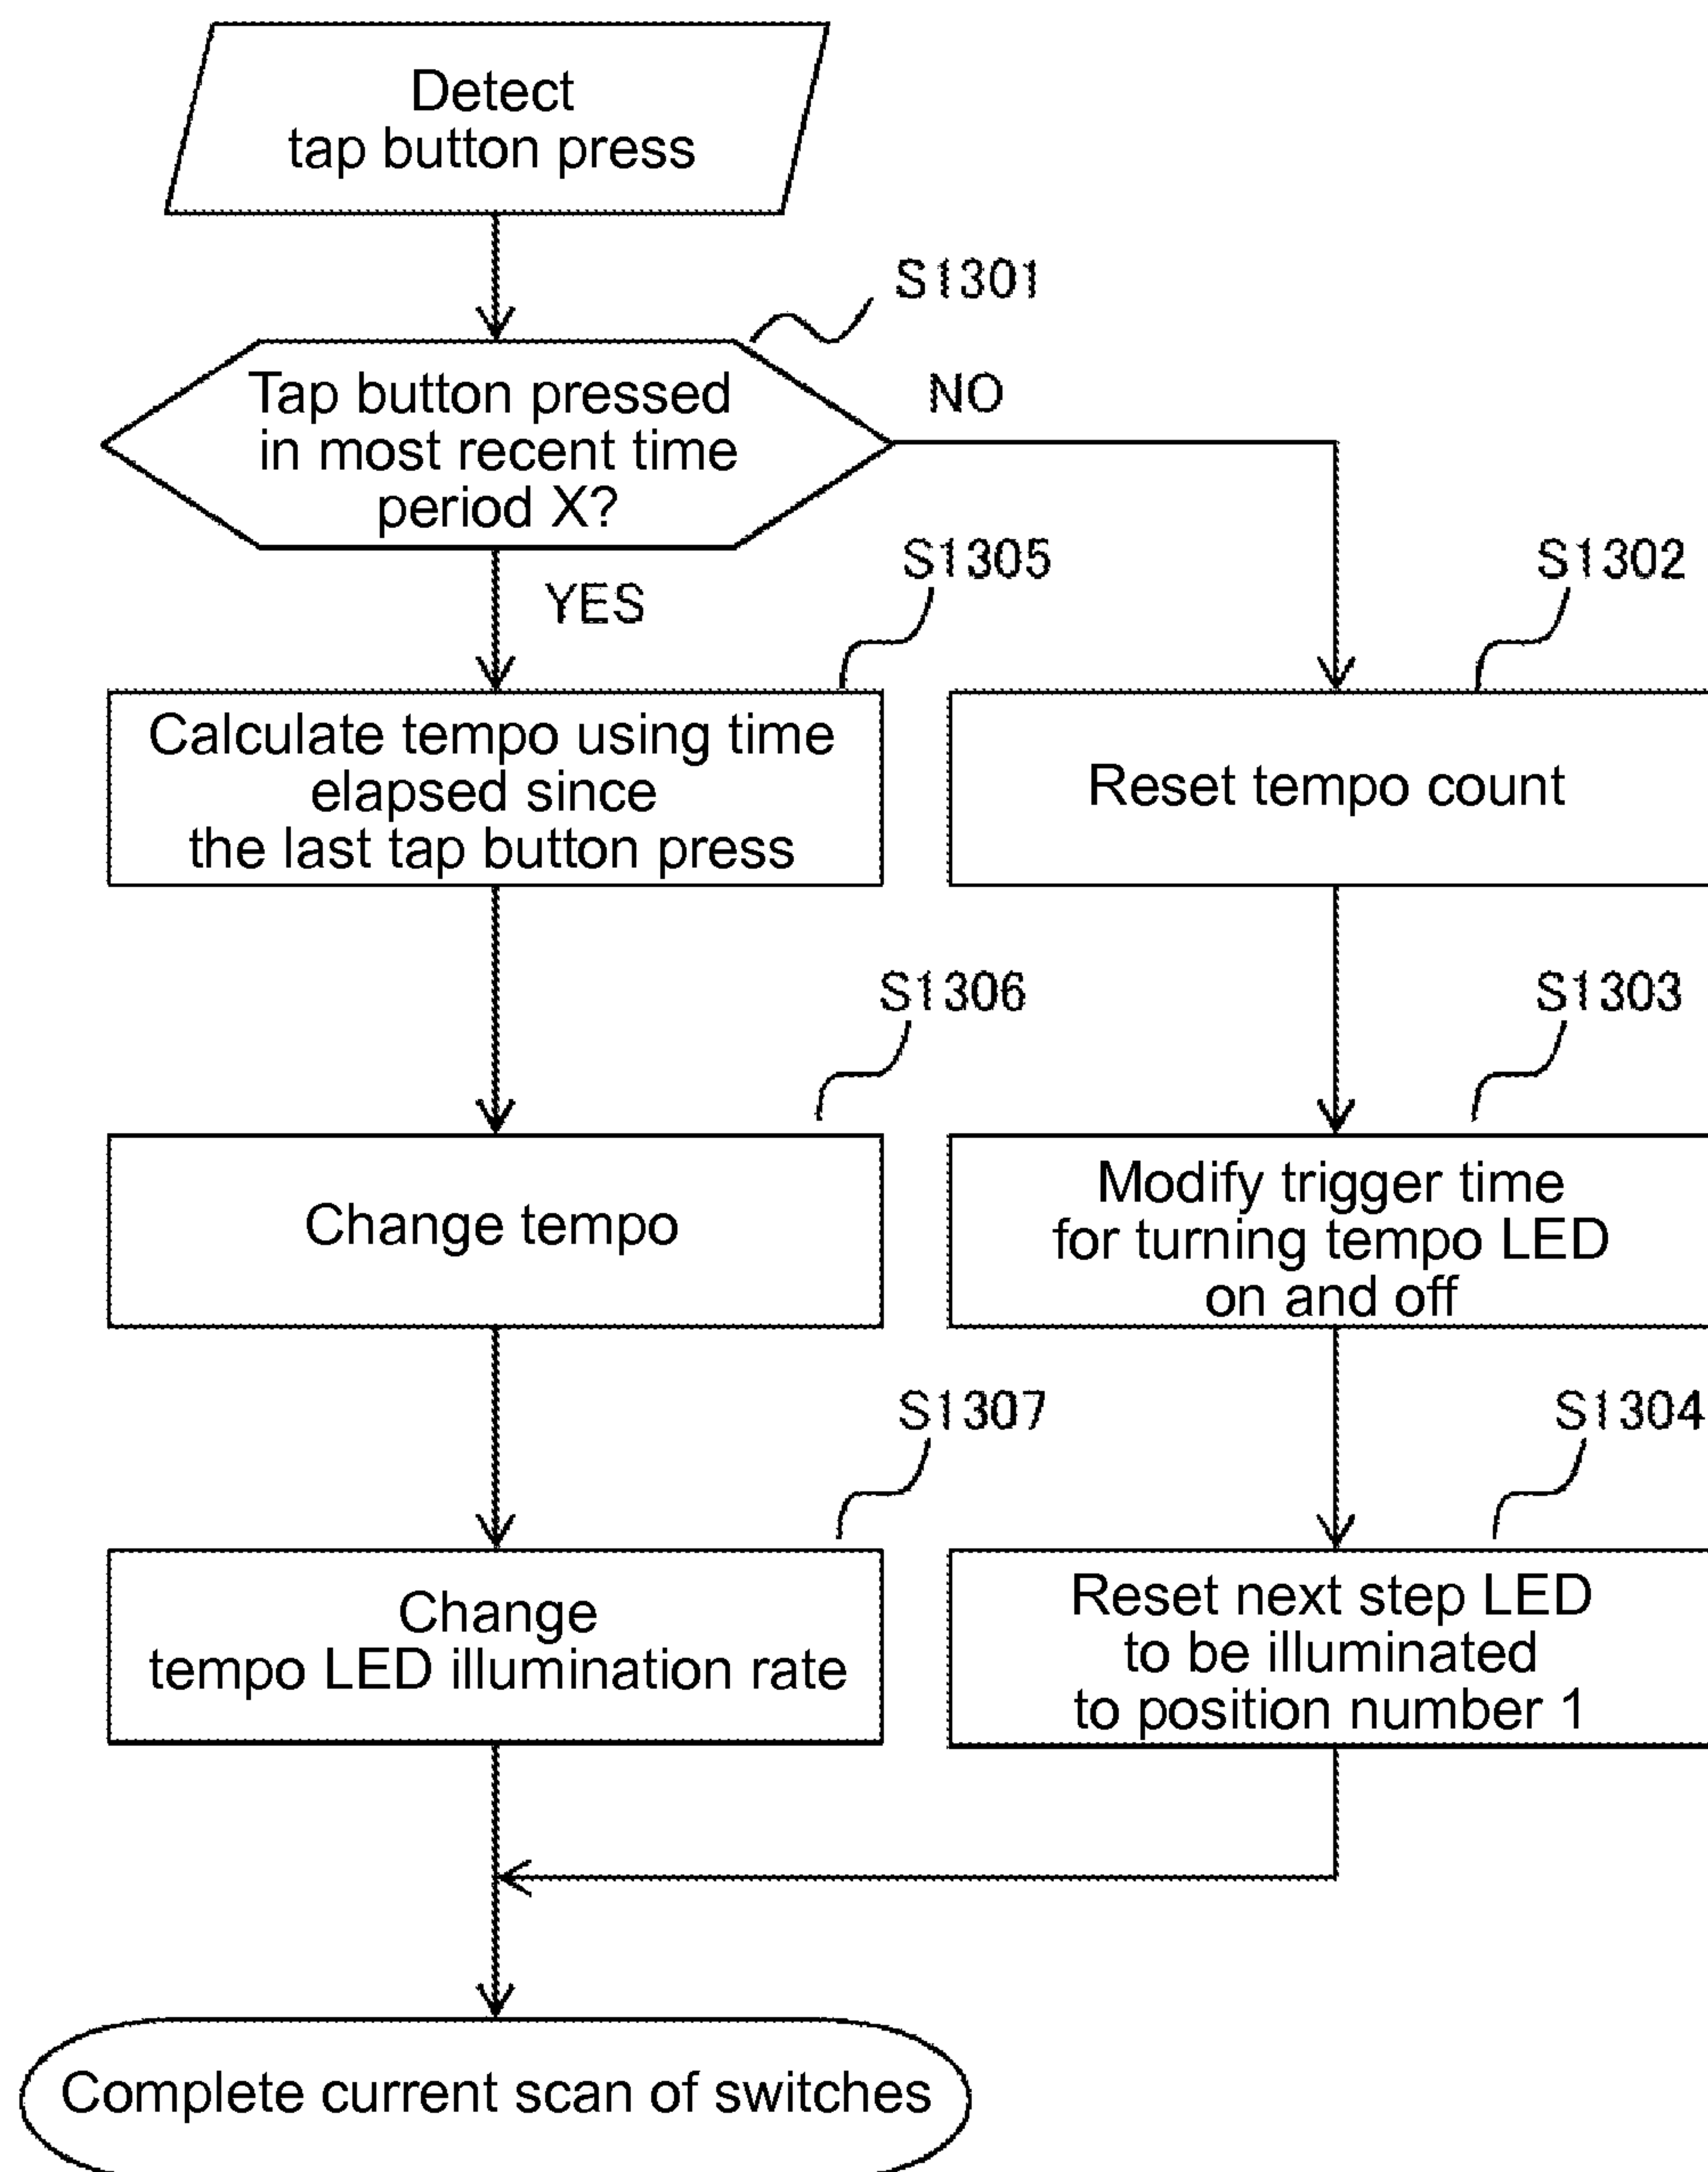 Detect
tap button press
S1301
Tap button pressed
in most recent time
period X?
NO
YES
S1305
Calculate tempo using time
elapsed since
the last tap button press
S1302
Reset tempo count
S1306
Change tempo
S1303
Modify trigger time
for turning tempo LED
on and off
S1307
Change
tempo LED illumination rate
S1304
Reset next step LED
to be illuminated
to position number 1
Complete current scan of switches